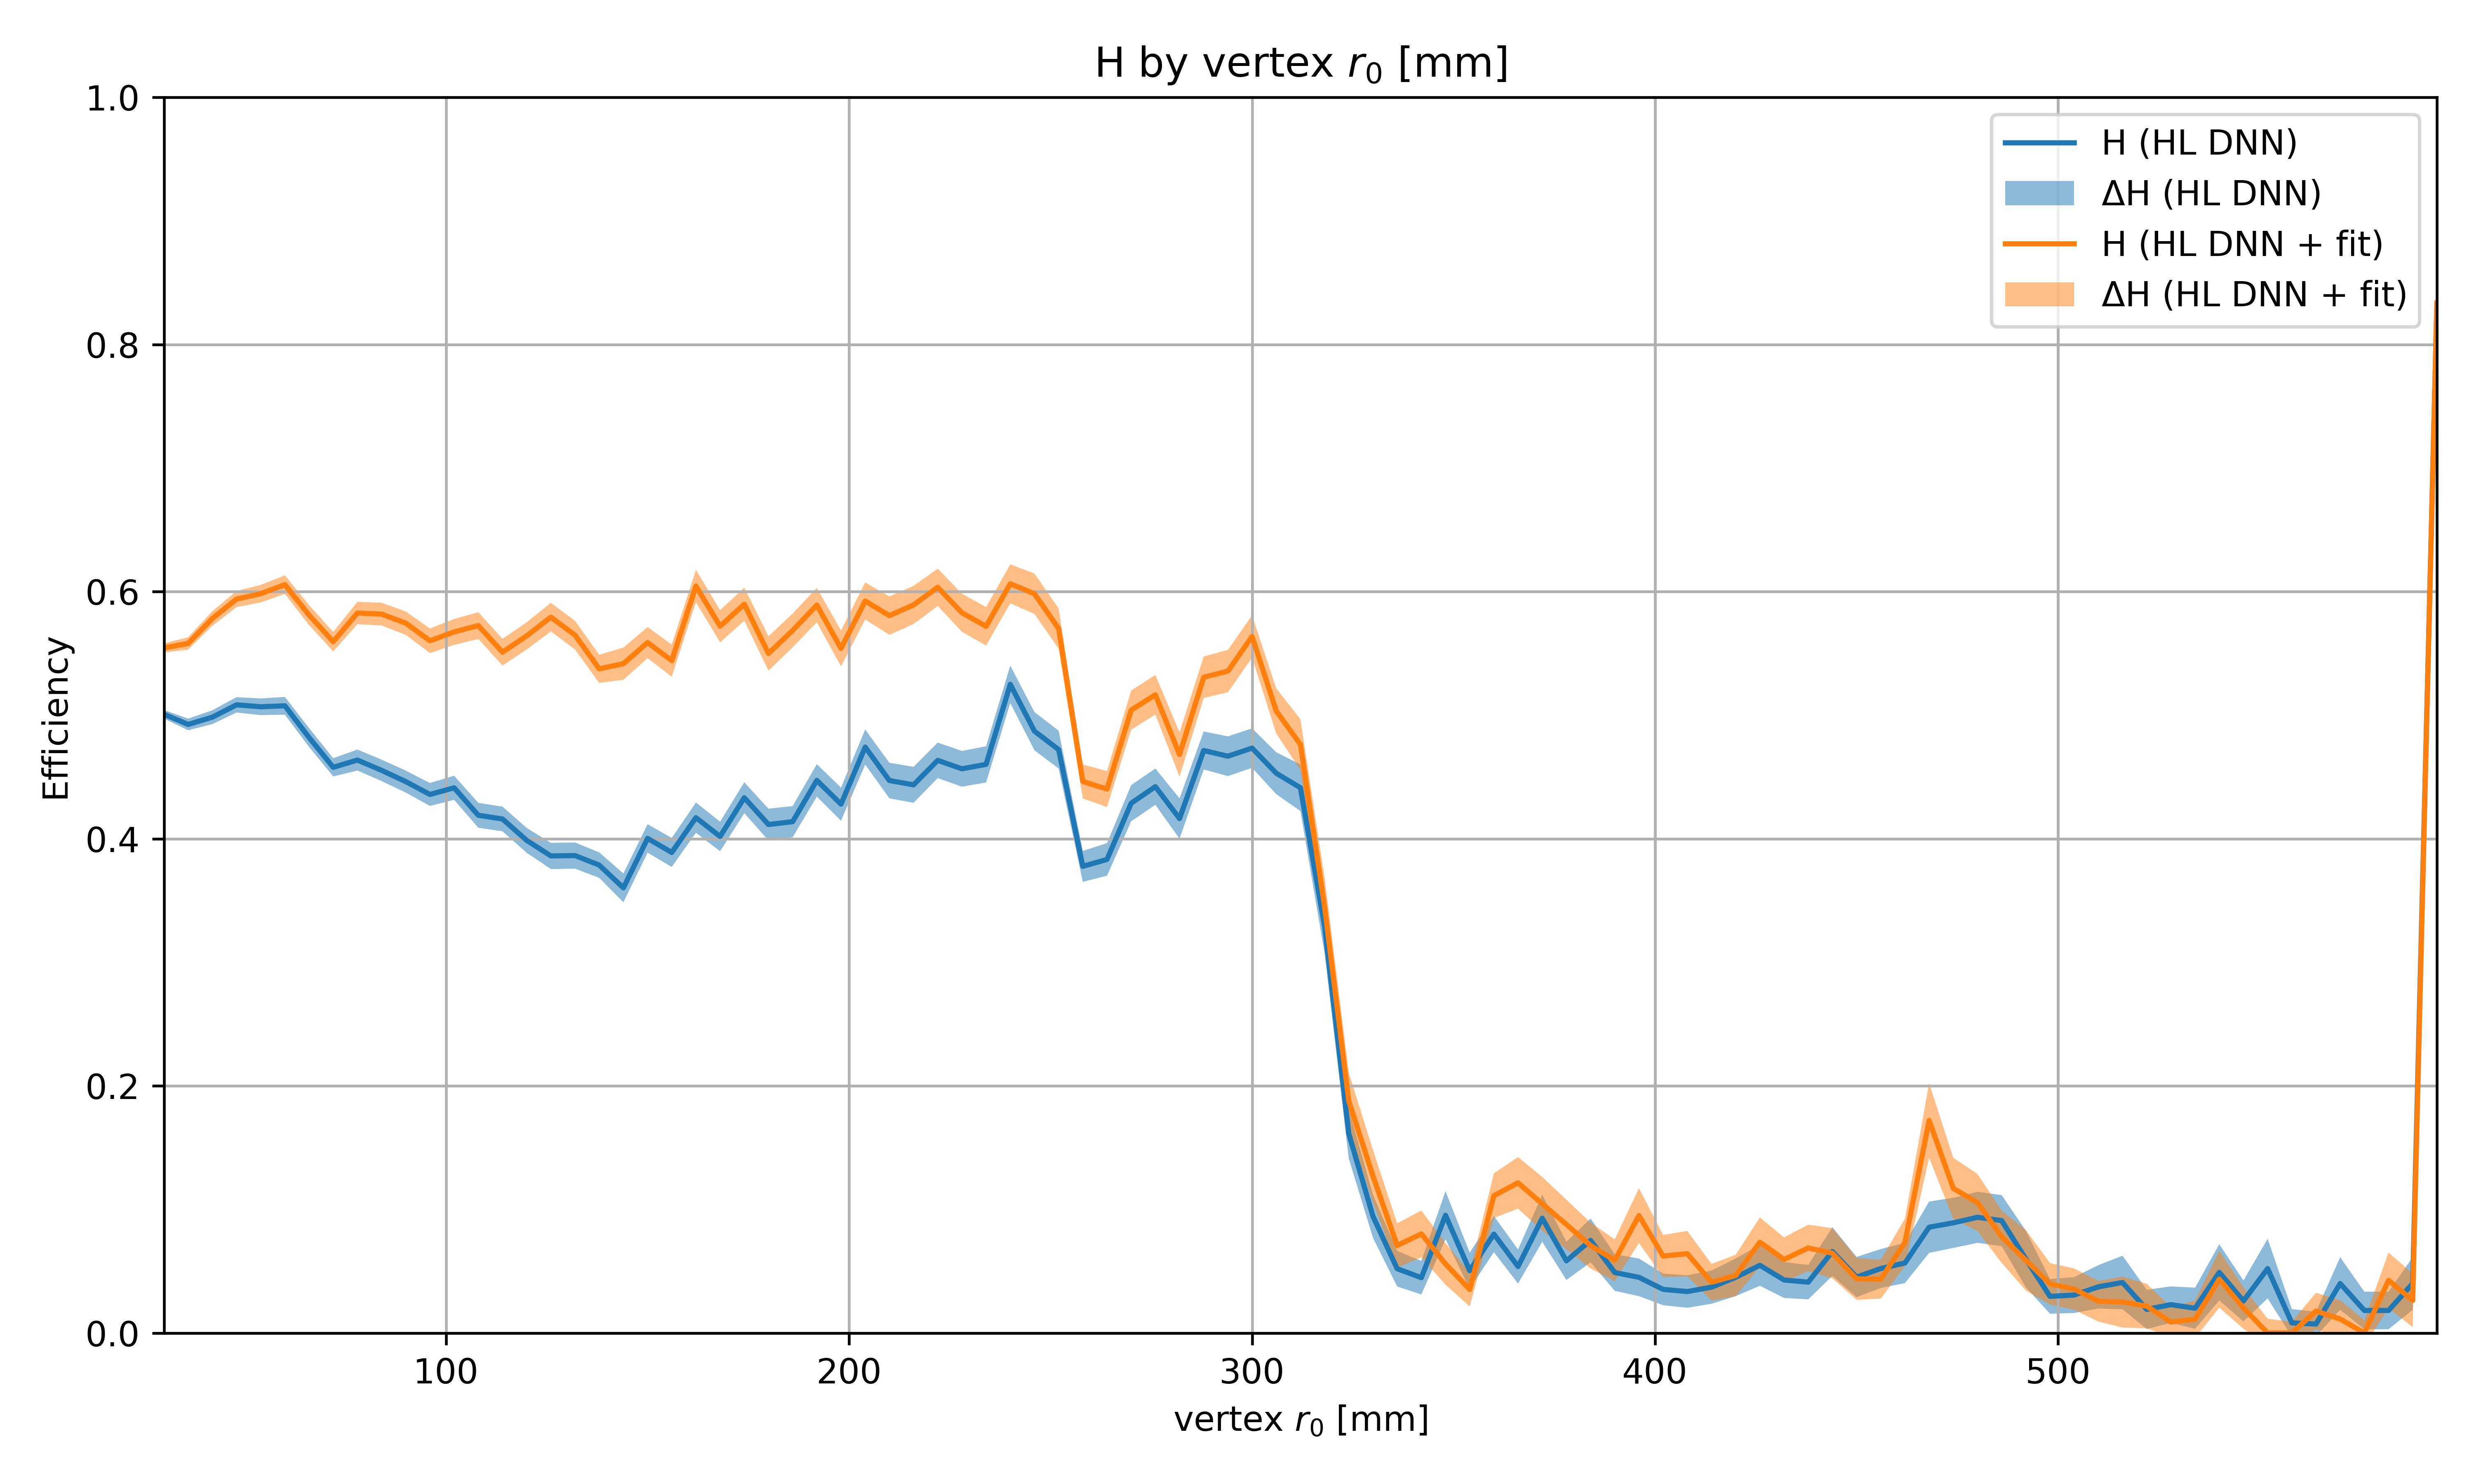 H by vertex r₀ [mm]
1.0
0.8
0.6
0.4
0.2
0.0
Efficiency
H (HL DNN)
ΔH (HL DNN)
H (HL DNN + fit)
ΔH (HL DNN + fit)
100 200 300 400 500
vertex r₀ [mm]